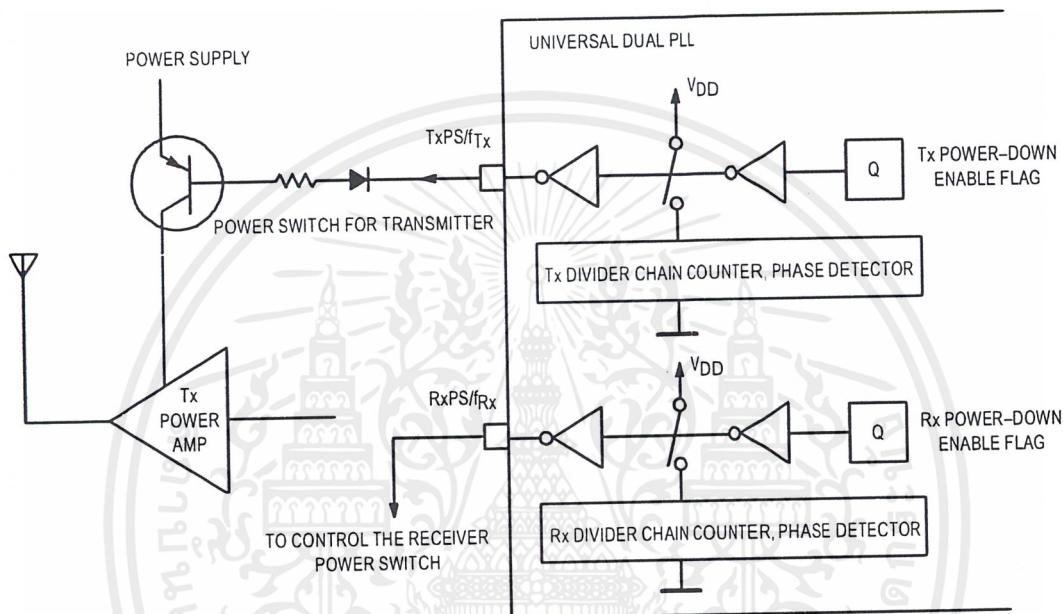 UNIVERSAL DUAL PLL
POWER SUPPLY
VDD
TxPS/fTx
Tx POWER–DOWN
ENABLE FLAG
Q
POWER SWITCH FOR TRANSMITTER
Tx DIVIDER CHAIN COUNTER, PHASE DETECTOR
VDD
Tx
POWER
AMP
RxPS/fRx
Q
Rx POWER–DOWN
ENABLE FLAG
TO CONTROL THE RECEIVER
POWER SWITCH
Rx DIVIDER CHAIN COUNTER, PHASE DETECTOR